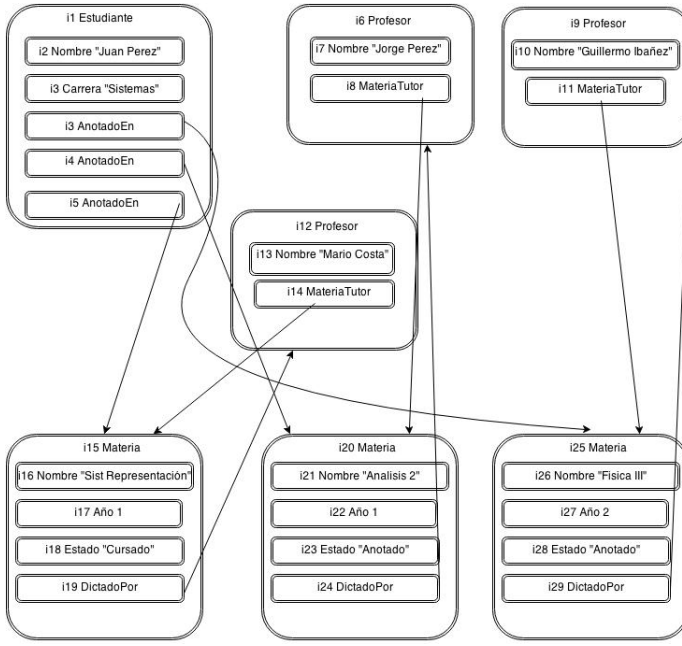 i1 Estudiante
i2 Nombre "Juan Perez"
i3 Carrera "Sistemas"
i3 AnotadoEn
i4 AnotadoEn
i5 AnotadoEn
i6 Profesor
i7 Nombre "Jorge Perez"
i8 MateriaTutor
i9 Profesor
i10 Nombre "Guillermo Ibañez"
i11 MateriaTutor
i12 Profesor
i13 Nombre "Mario Costa"
i14 MateriaTutor
i15 Materia
i16 Nombre "Sist Representación"
i17 Año 1
i18 Estado "Cursado"
i19 DictadoPor
i20 Materia
i21 Nombre "Analisis 2"
i22 Año 1
i23 Estado "Anotado"
i24 DictadoPor
i25 Materia
i26 Nombre "Fisica III"
i27 Año 2
i28 Estado "Anotado"
i29 DictadoPor